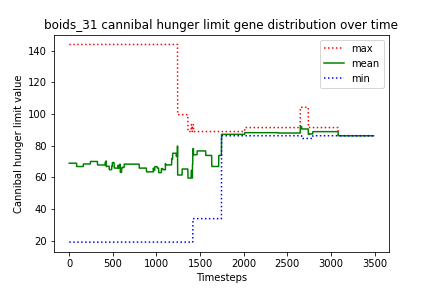 boids_31 cannibal hunger limit gene distribution over time
Cannibal hunger limit value
140
120
100
80
60
40
20
max
mean
min
0 500 1000 1500 2000 2500 3000 3500
Timesteps